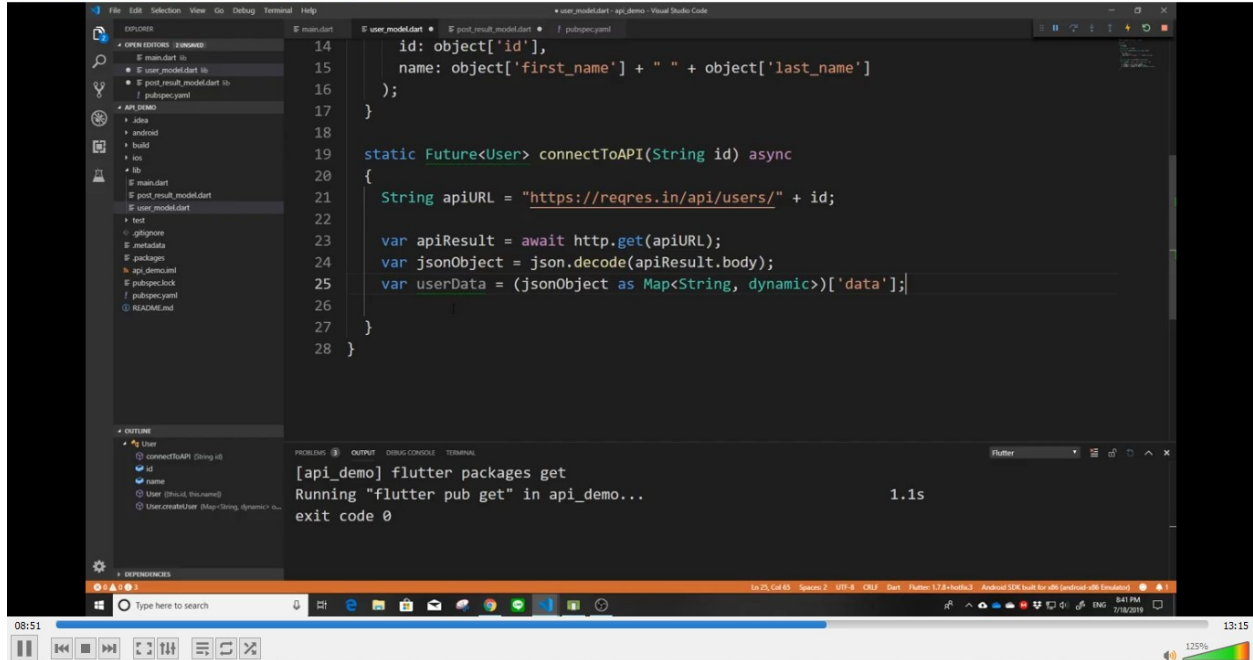 File Edit Selection View Go Debug Terminal Help
● user_model.dart - api_demo - Visual Studio Code
EXPLORER
OPEN EDITORS 2 UNSAVED
main.dart lib
● user_model.dart lib
● post_result_model.dart lib
! pubspec.yaml
API_DEMO
.idea
android
build
ios
lib
main.dart
post_result_model.dart
user_model.dart
test
.gitignore
.metadata
.packages
api_demo.iml
pubspec.lock
! pubspec.yaml
README.md
OUTLINE
User
connectToAPI (String id)
id
name
User ({this.id, this.name})
User.createUser (Map<String, dynamic> o...
DEPENDENCIES
main.dart
user_model.dart ●
post_result_model.dart ●
! pubspec.yaml
14 id: object['id'],
15 name: object['first_name'] + " " + object['last_name']
16 );
17 }
18
19 static Future<User> connectToAPI(String id) async
20 {
21 String apiURL = "https://reqres.in/api/users/" + id;
22
23 var apiResult = await http.get(apiURL);
24 var jsonObject = json.decode(apiResult.body);
25 var userData = (jsonObject as Map<String, dynamic>)['data'];
26
27 }
28 }
PROBLEMS 3 OUTPUT DEBUG CONSOLE TERMINAL
Flutter
[api_demo] flutter packages get
Running "flutter pub get" in api_demo... 1.1s
exit code 0
0 0 3
Ln 25, Col 65 Spaces: 2 UTF-8 CRLF Dart Flutter: 1.7.8+hotfix.3 Android SDK built for x86 (android-x86 Emulator) 1
Type here to search
ENG
8:41 PM
7/18/2019
08:51
13:15
125%